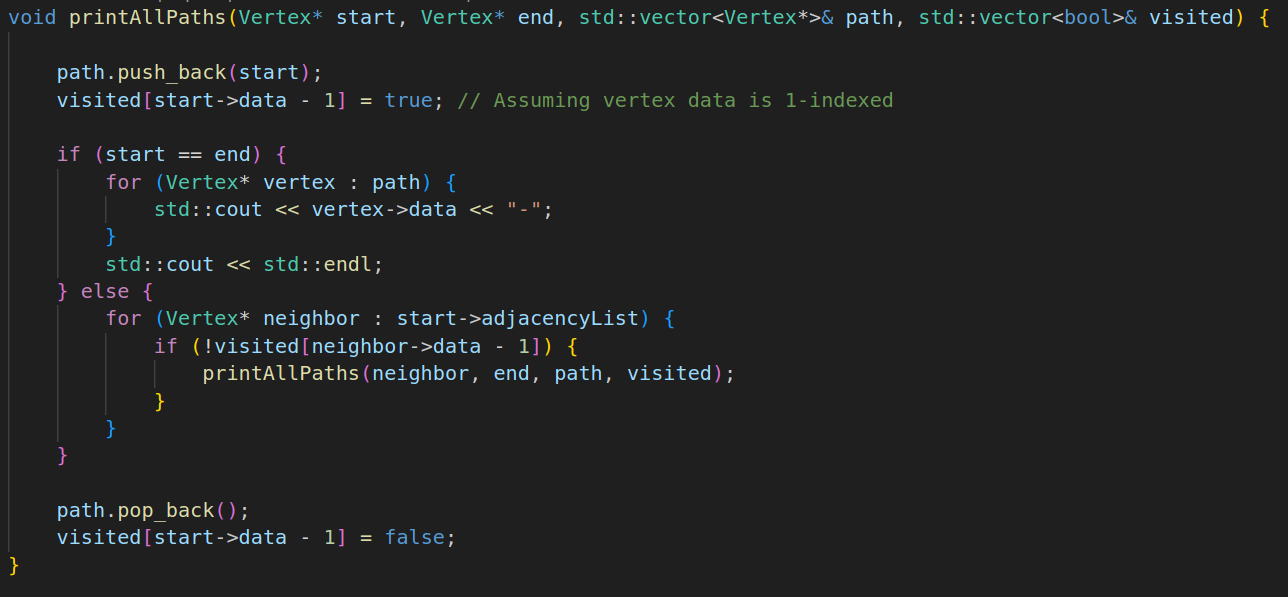 void printAllPaths(Vertex* start, Vertex* end, std::vector<Vertex*>& path, std::vector<bool>& visited) {

    path.push_back(start);
    visited[start->data - 1] = true; // Assuming vertex data is 1-indexed

    if (start == end) {
        for (Vertex* vertex : path) {
            std::cout << vertex->data << "-";
        }
        std::cout << std::endl;
    } else {
        for (Vertex* neighbor : start->adjacencyList) {
            if (!visited[neighbor->data - 1]) {
                printAllPaths(neighbor, end, path, visited);
            }
        }
    }

    path.pop_back();
    visited[start->data - 1] = false;
}